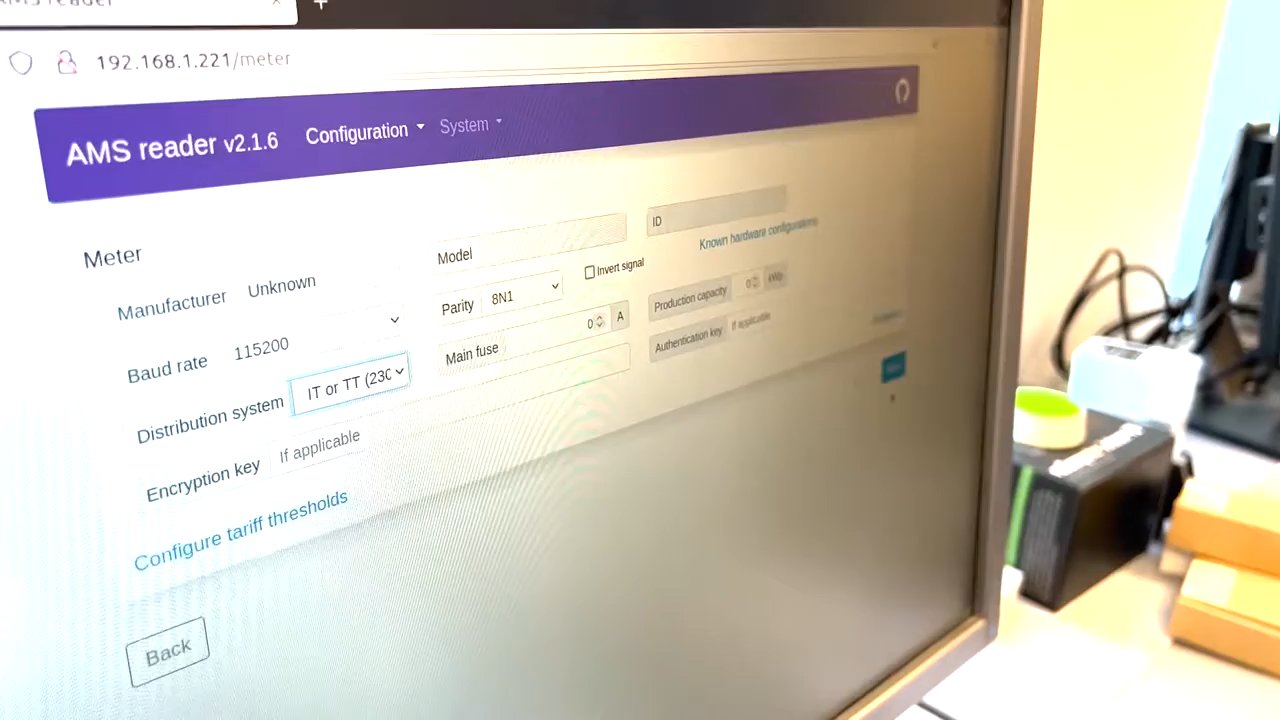 AMS reader
192.168.1.221/meter
AMS reader v2.1.6 Configuration System
Meter
Manufacturer Unknown Model ID
Known hardware configurations
Baud rate 115200 Parity 8N1 Invert signal
Distribution system IT or TT (230 Main fuse 0 A Production capacity 0 kWp
Encryption key If applicable Authentication key If applicable
Configure tariff thresholds
Back